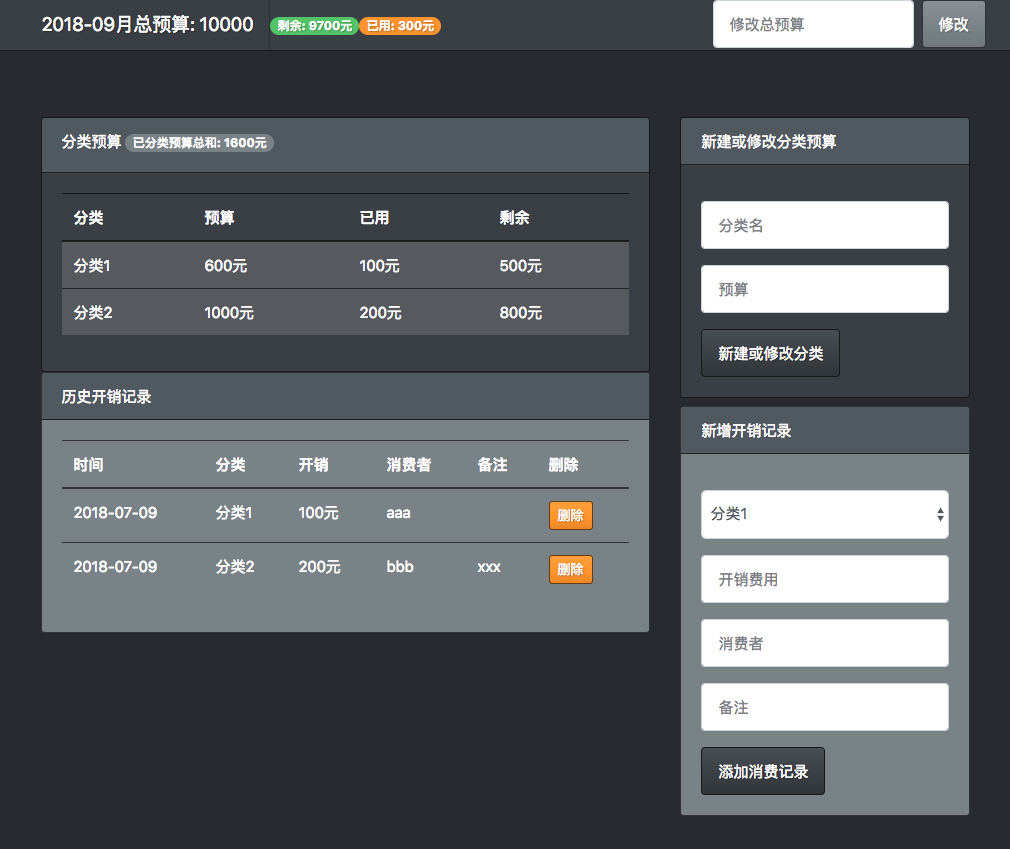 2018-09月总预算: 10000 剩余: 9700元 已用: 300元 修改总预算 修改
分类预算 已分类预算总和: 1600元
分类 预算 已用 剩余
分类1 600元 100元 500元
分类2 1000元 200元 800元
历史开销记录
时间 分类 开销 消费者 备注 删除
2018-07-09 分类1 100元 aaa 删除
2018-07-09 分类2 200元 bbb xxx 删除
新建或修改分类预算
分类名
预算
新建或修改分类
新增开销记录
分类1
开销费用
消费者
备注
添加消费记录